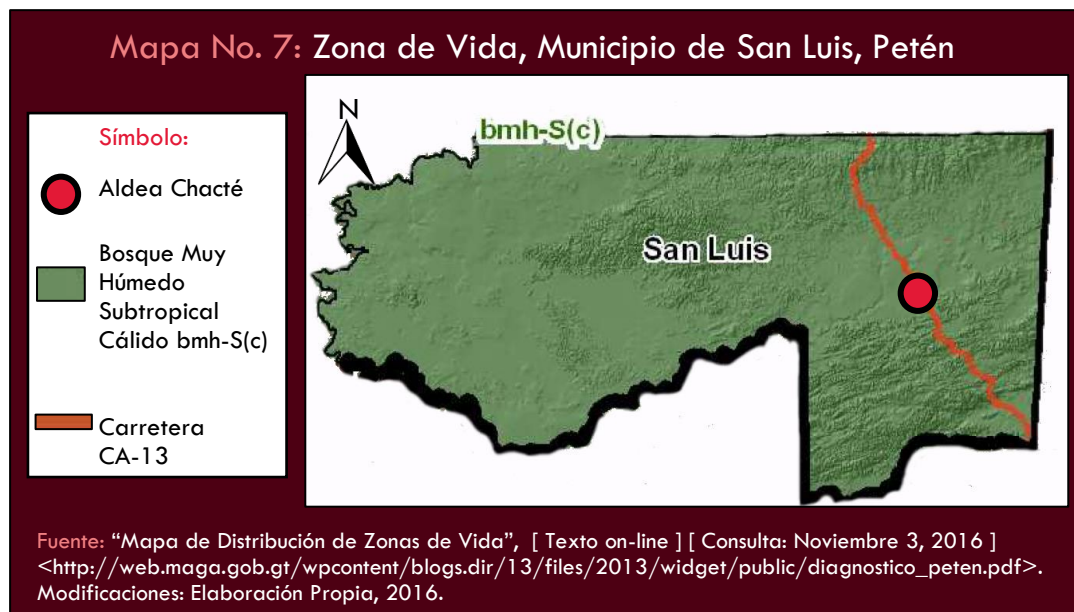 Mapa No. 7: Zona de Vida, Municipio de San Luis, Petén
Símbolo:
Aldea Chacté
Bosque Muy
Húmedo
Subtropical
Cálido bmh-S(c)
Carretera
CA-13
N
bmh-S(c)
San Luis
Fuente: “Mapa de Distribución de Zonas de Vida”, [ Texto on-line ] [ Consulta: Noviembre 3, 2016 ]
<http://web.maga.gob.gt/wpcontent/blogs.dir/13/files/2013/widget/public/diagnostico_peten.pdf>.
Modificaciones: Elaboración Propia, 2016.